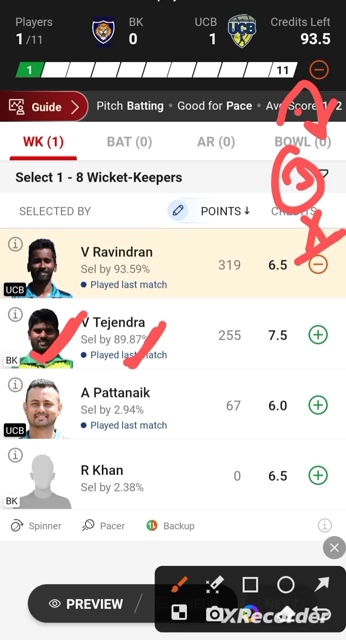 Players BK UCB Credits Left
1 /11 0 1 93.5
1 11
Guide Pitch Batting • Good for Pace • Avg Score
WK (1) BAT (0) AR (0) BOWL (0)
Select 1 - 8 Wicket-Keepers
SELECTED BY POINTS↓ CREDITS
V Ravindran
Sel by 93.59% 319 6.5
• Played last match
UCB
V Tejendra
Sel by 89.87% 255 7.5
• Played last match
BK
A Pattanaik
Sel by 2.94% 67 6.0
• Played last match
UCB
R Khan
Sel by 2.38% 0 6.5
BK
Spinner Pacer Backup
PREVIEW
XRecorder